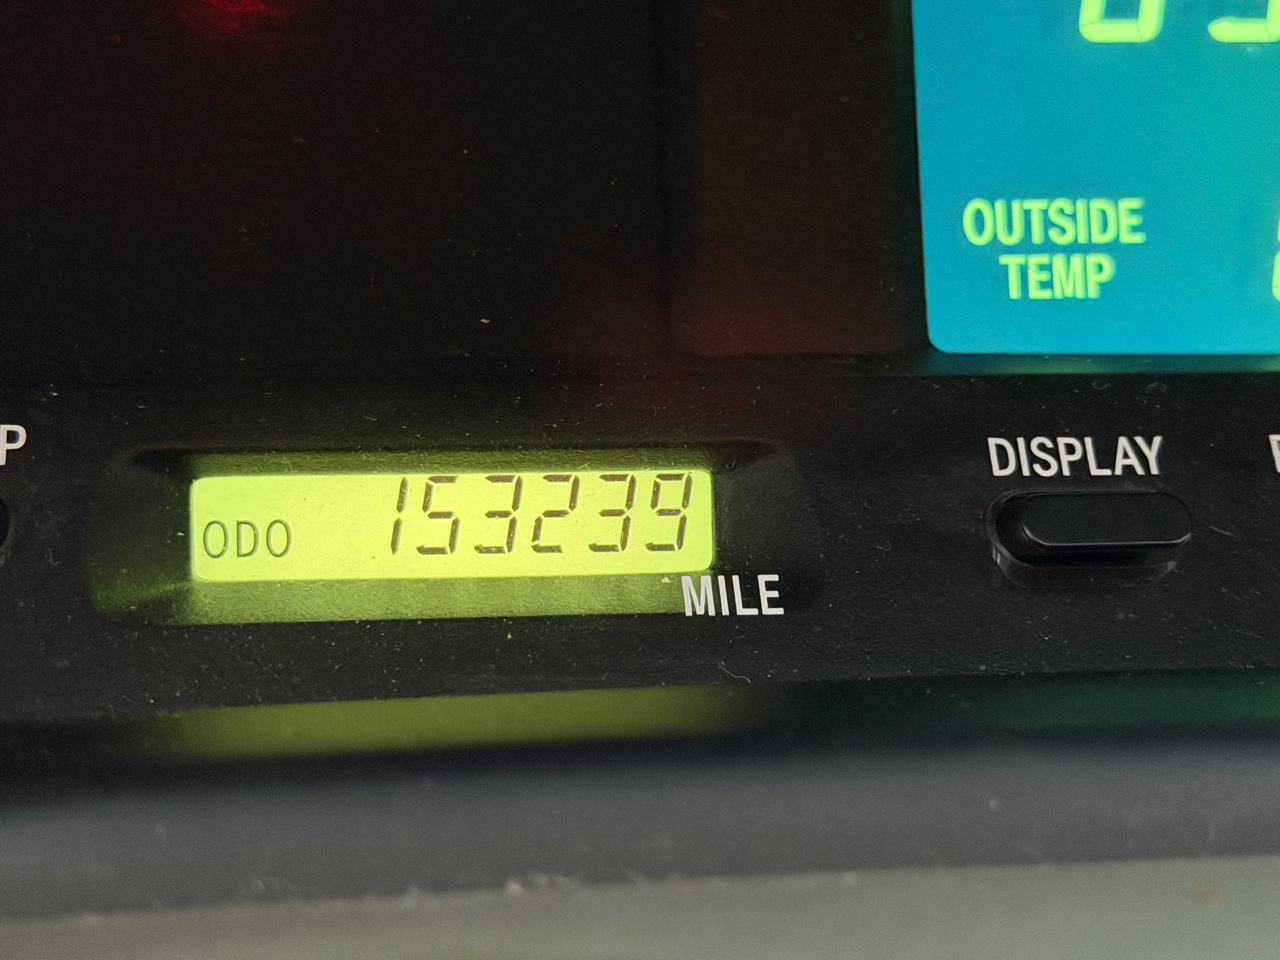 OUTSIDE
TEMP
P
DISPLAY
ODO 153239
MILE